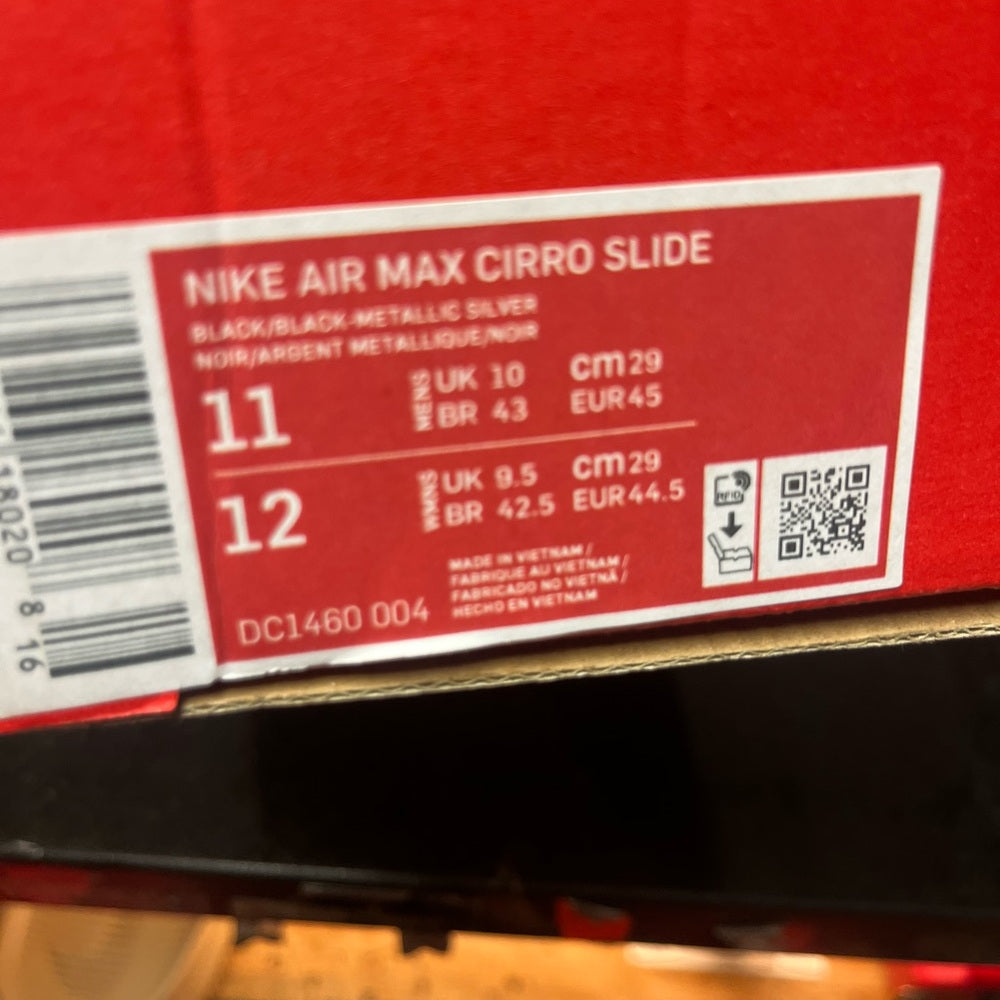 NIKE AIR MAX CIRRO SLIDE
BLACK/BLACK-METALLIC SILVER
NOIR/ARGENT METALLIQUE/NOIR
11 MENS UK 10 cm 29
BR 43 EUR 45
12 WMNS UK 9.5 cm 29
BR 42.5 EUR 44.5
MADE IN VIETNAM /
FABRIQUE AU VIETNAM /
FABRICADO NO VIETNÃ /
HECHO EN VIETNAM
DC1460 004
RFID
18020 8 16